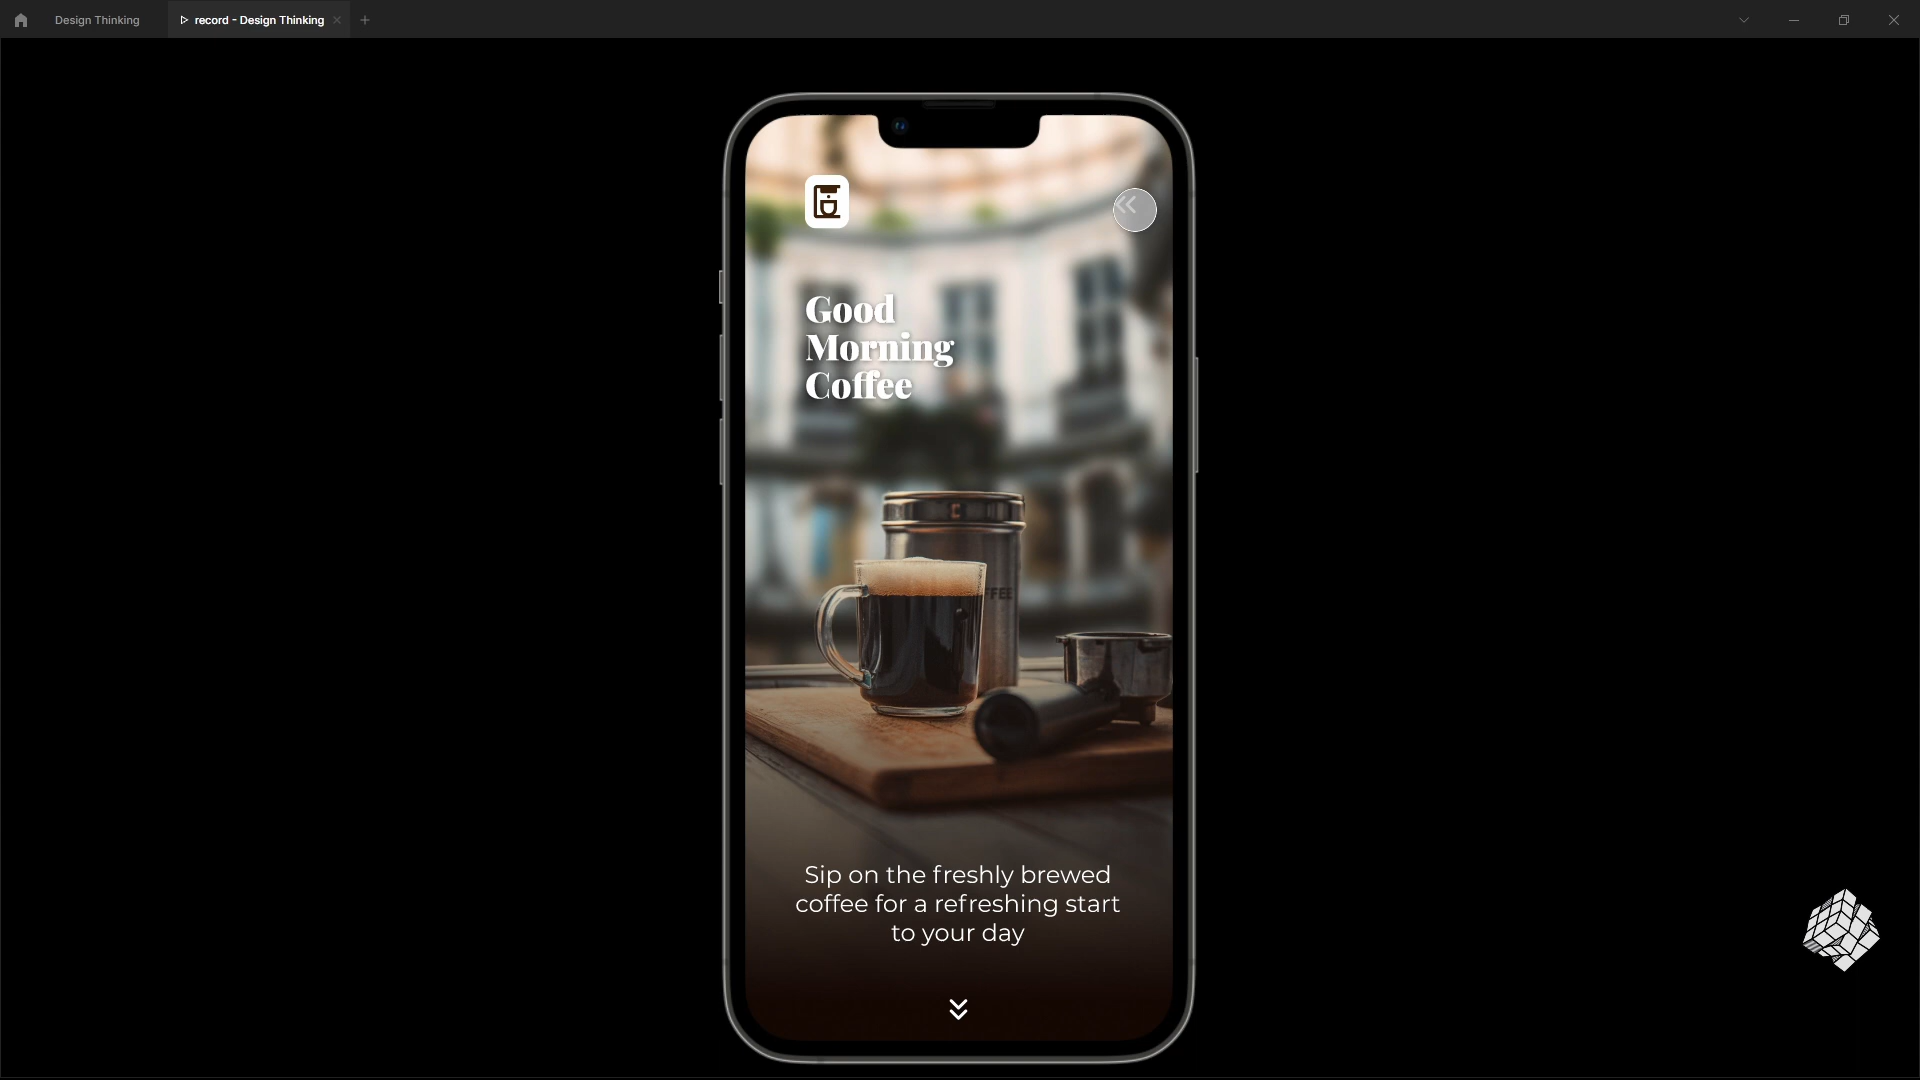 Design Thinking
record - Design Thinking
Good
Morning
Coffee
FFEE
Sip on the freshly brewed
coffee for a refreshing start
to your day